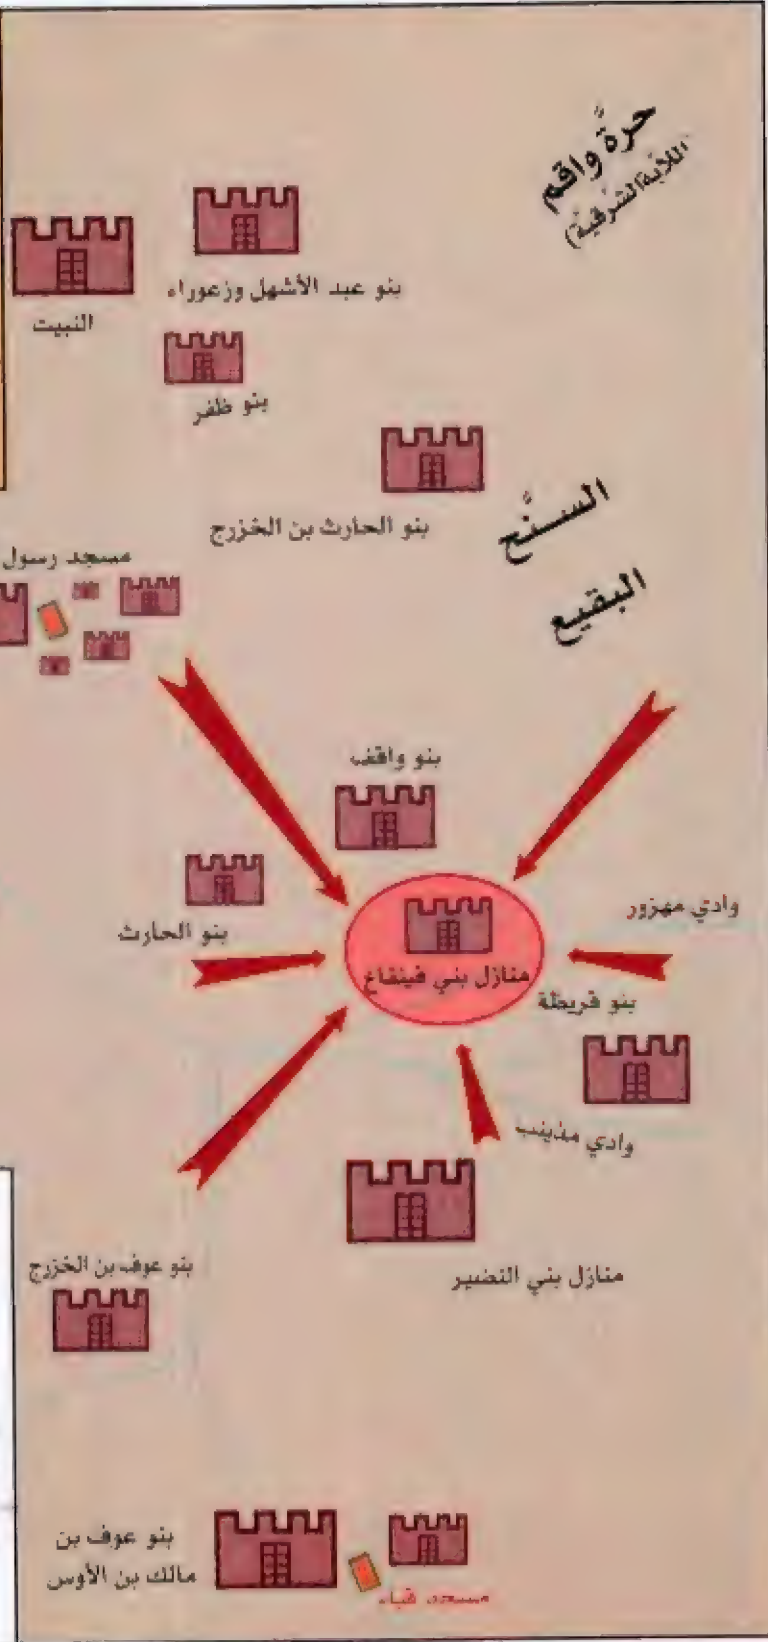 حرَّة واقم
(اللابة الشرقية)
بنو عبد الأشهل وزعوراء
النبيت
بنو ظفر
بنو الحارث بن الخزرج
السنَّح
مسجد رسول
البقيع
بنو واقف
وادي مهزور
بنو الحارث
منازل بني قينقاع
بنو قريظة
وادي مذينب
منازل بني النضير
بنو عوف بن الخزرج
بنو عوف بن
مالك بن الأوس
مسجد قباء